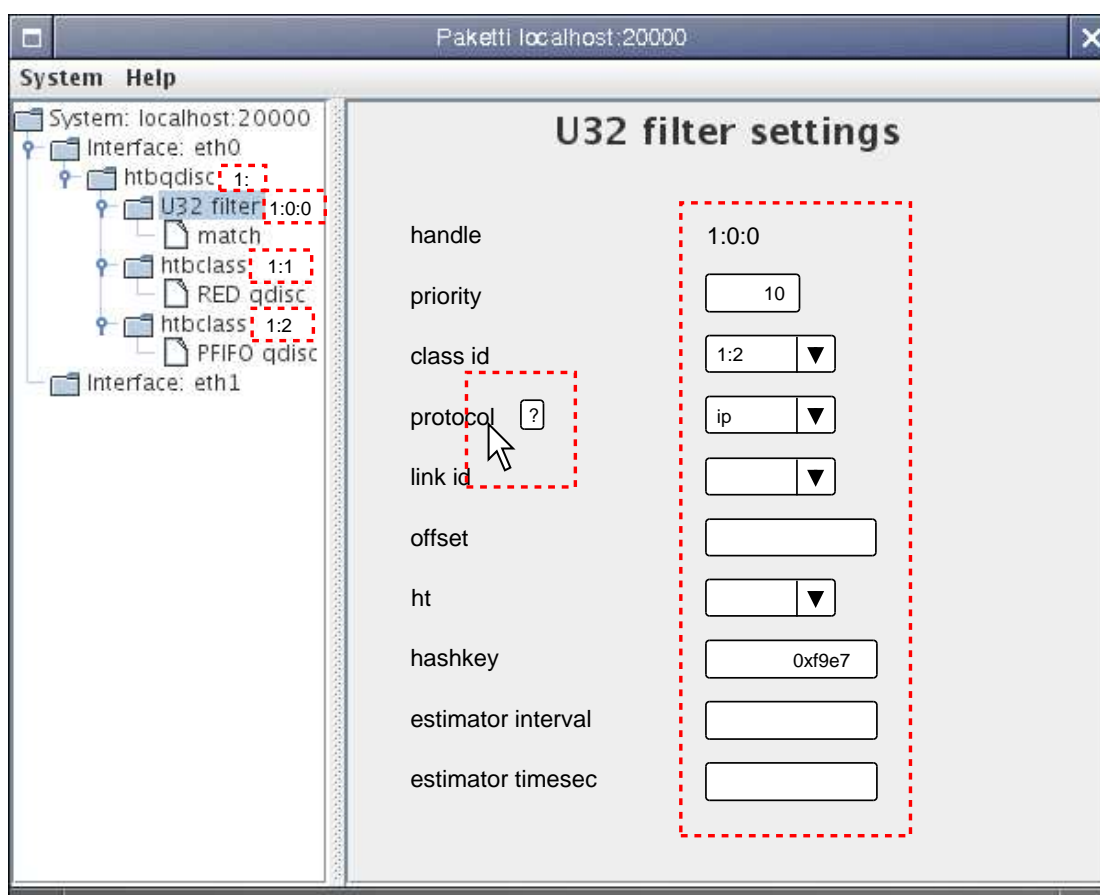 Paketti localhost:20000
System Help
System: localhost:20000
Interface: eth0
htbqdisc 1:
U32 filter 1:0:0
match
htbclass 1:1
RED qdisc
htbclass 1:2
PFIFO qdisc
Interface: eth1
U32 filter settings
handle 1:0:0
priority 10
class id 1:2
protocol ? ip
link id
offset
ht
hashkey 0xf9e7
estimator interval
estimator timesec